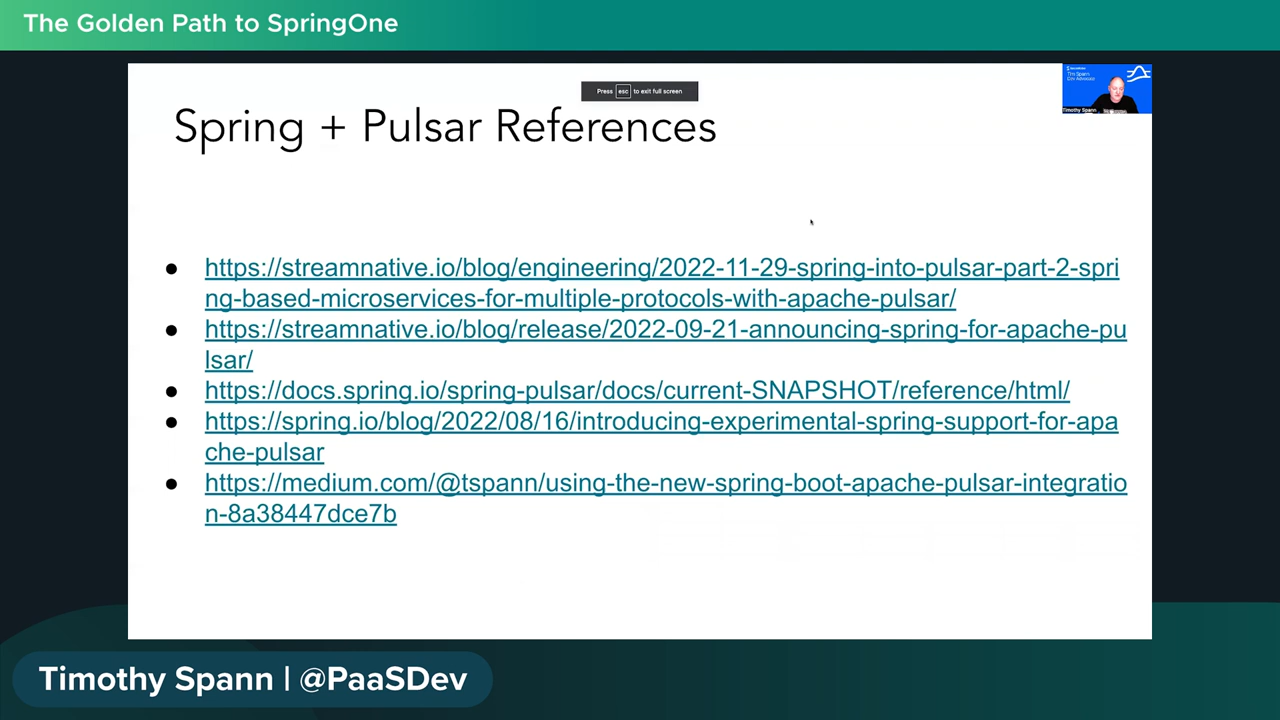 The Golden Path to SpringOne
Press esc to exit full screen
Tim Spann
Timothy Spann
Spring + Pulsar References
https://streamnative.io/blog/engineering/2022-11-29-spring-into-pulsar-part-2-spri
ng-based-microservices-for-multiple-protocols-with-apache-pulsar/
https://streamnative.io/blog/release/2022-09-21-announcing-spring-for-apache-pu
lsar/
https://docs.spring.io/spring-pulsar/docs/current-SNAPSHOT/reference/html/
https://spring.io/blog/2022/08/16/introducing-experimental-spring-support-for-apa
che-pulsar
https://medium.com/@tspann/using-the-new-spring-boot-apache-pulsar-integratio
n-8a38447dce7b
Timothy Spann | @PaaSDev